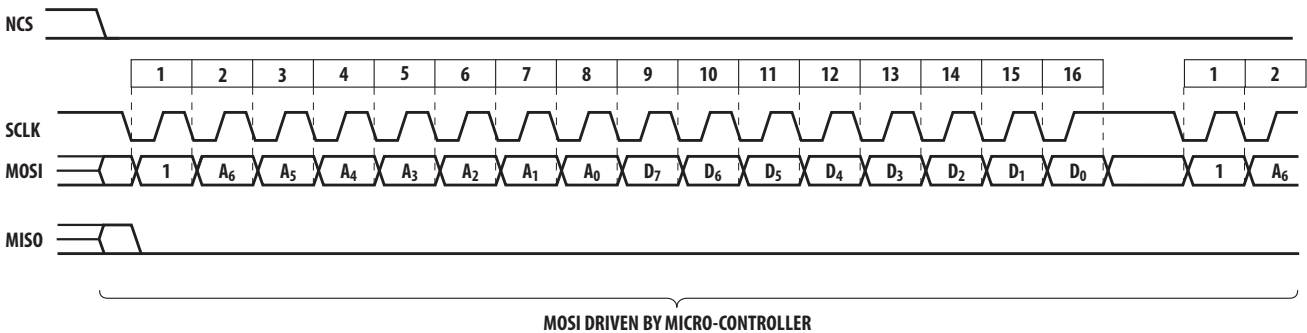 NCS
1 2 3 4 5 6 7 8 9 10 11 12 13 14 15 16 1 2
SCLK
MOSI 1 A6 A5 A4 A3 A2 A1 A0 D7 D6 D5 D4 D3 D2 D1 D0 1 A6
MISO
MOSI DRIVEN BY MICRO-CONTROLLER